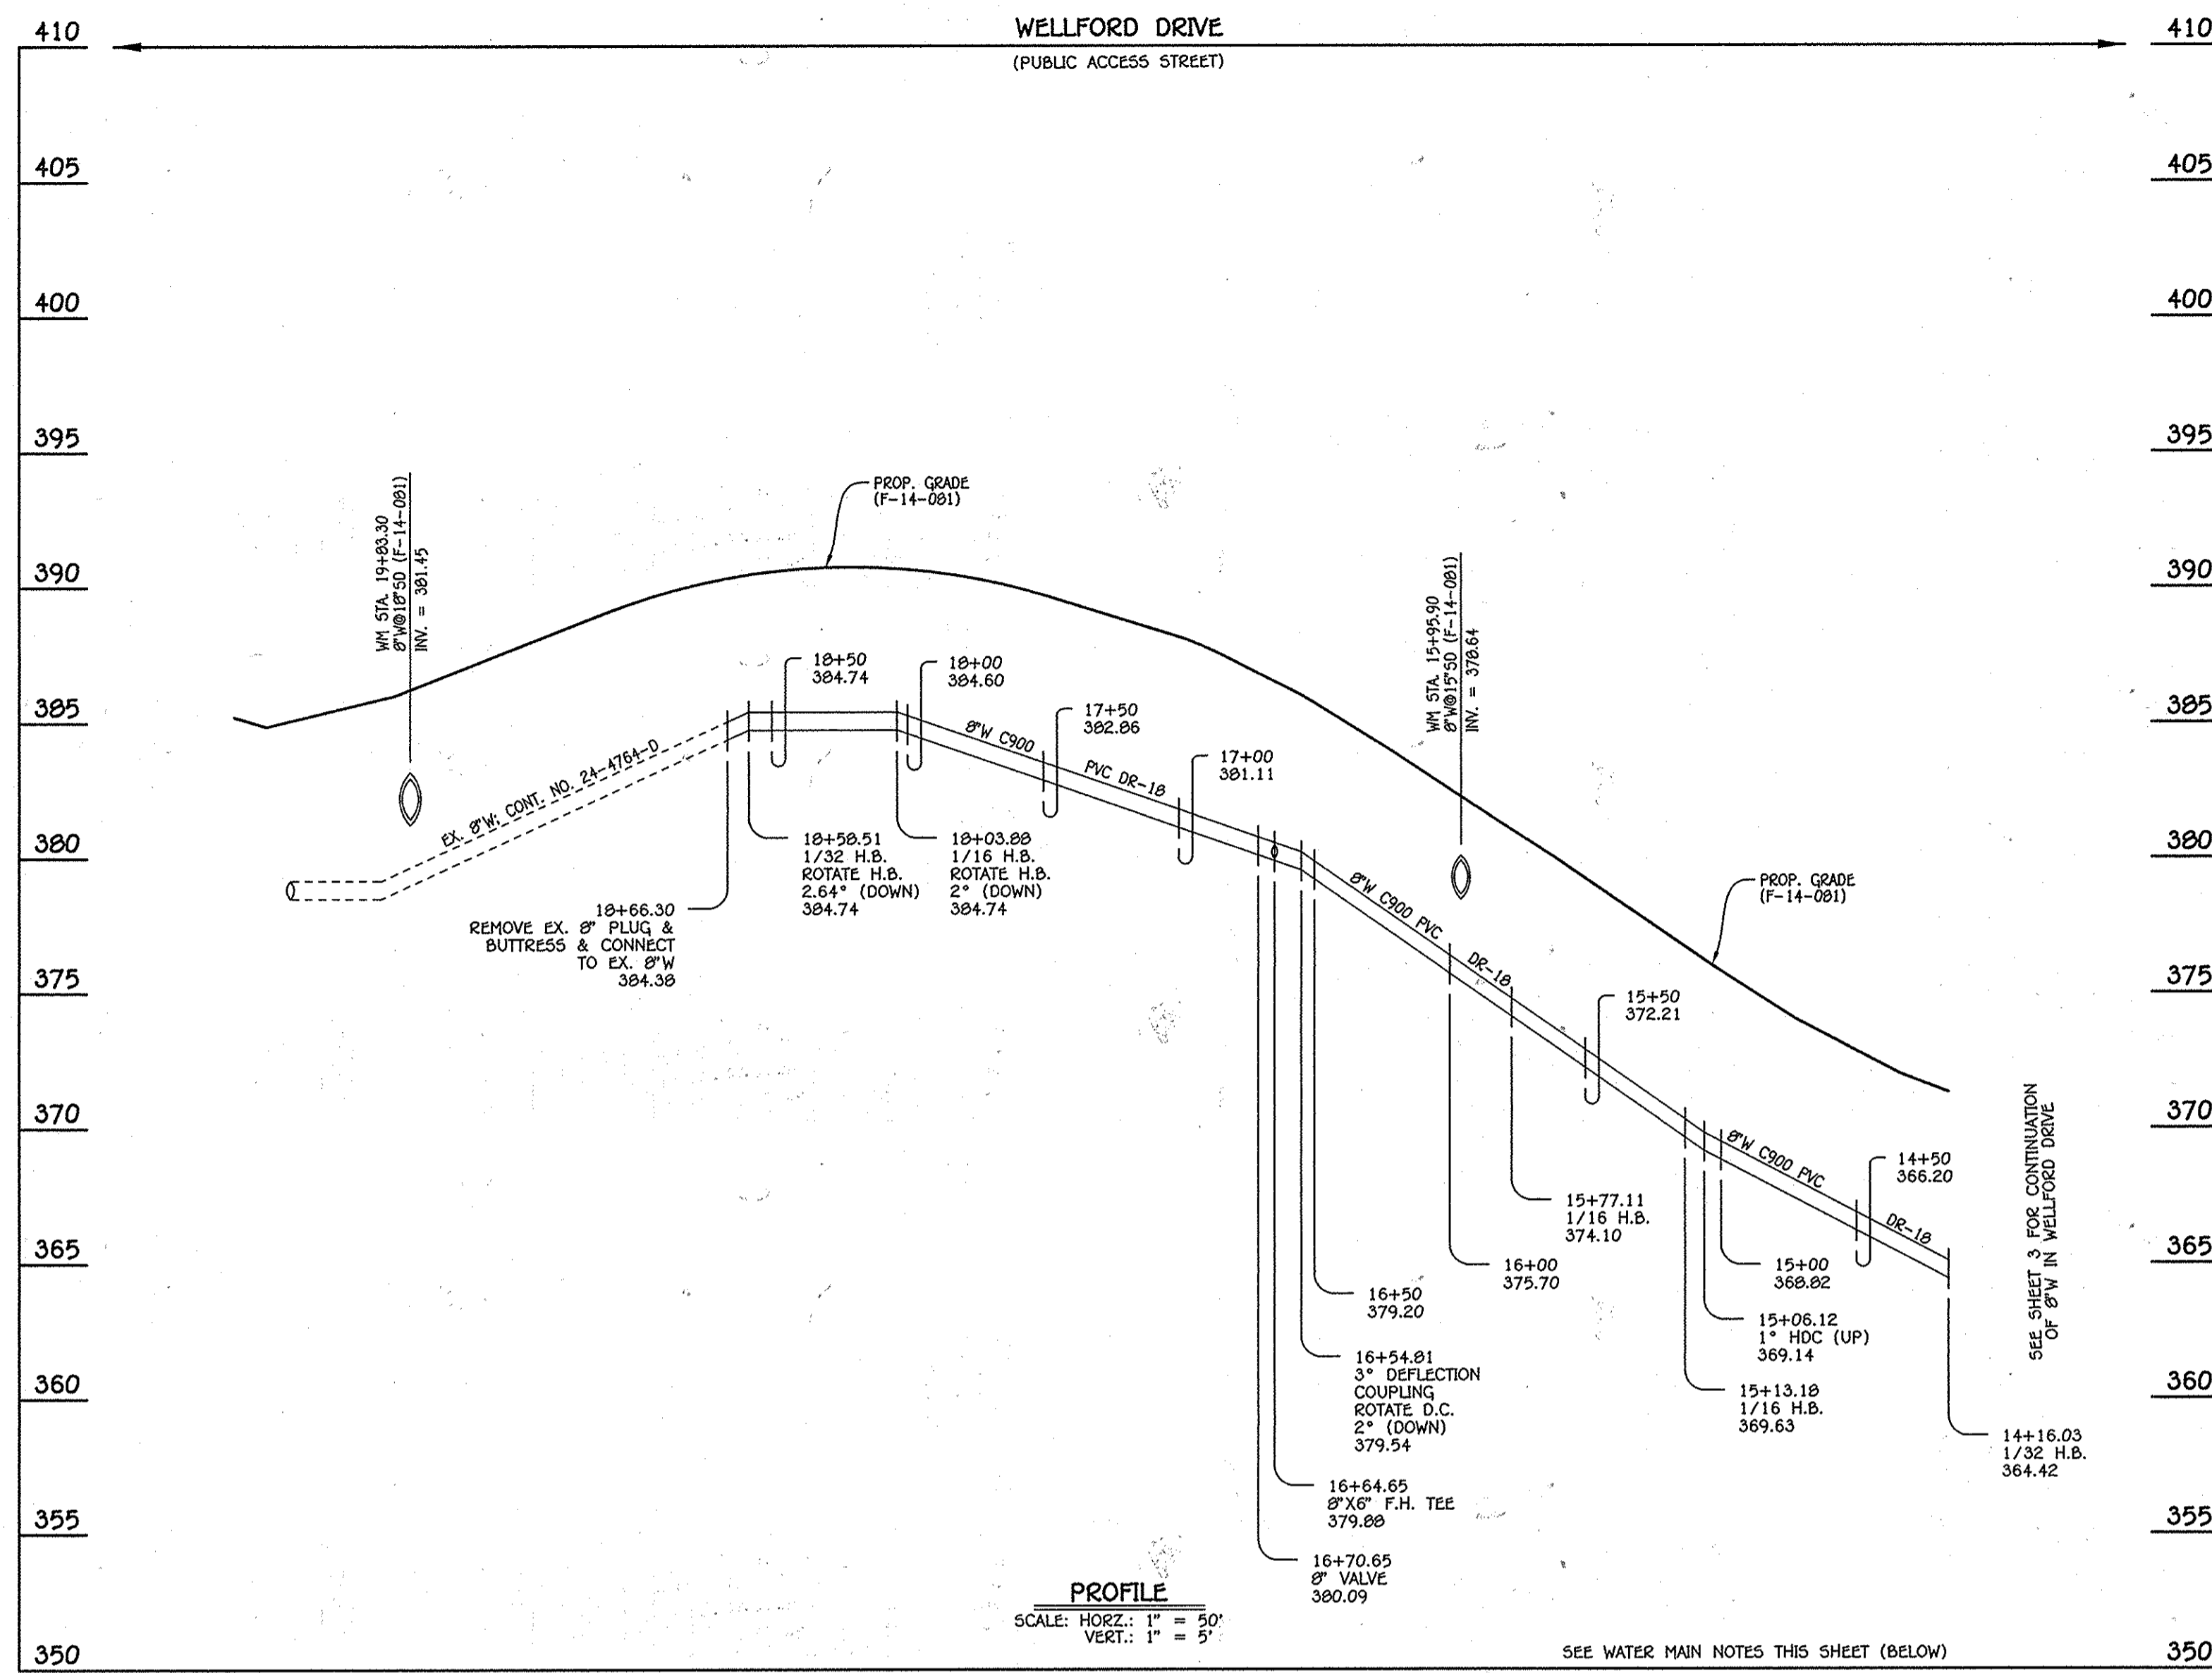 WELLFORD DRIVE
(PUBLIC ACCESS STREET)
410
405
400
395
390
385
380
375
370
365
360
355
350
410
405
400
395
390
385
380
375
370
365
360
355
350
WM STA. 19+83.30
8"W@18"SD (F-14-081)
INV. = 381.45
PROP. GRADE
(F-14-081)
WM STA. 15+95.90
8"W@15"SD (F-14-081)
INV. = 378.64
18+50
384.74
18+00
384.60
17+50
382.86
17+00
381.11
EX. 8"W; CONT. NO. 24-4764-D
8"W C900
PVC DR-18
18+66.30
REMOVE EX. 8" PLUG &
BUTTRESS & CONNECT
TO EX. 8"W
384.38
18+58.51
1/32 H.B.
ROTATE H.B.
2.64° (DOWN)
384.74
18+03.88
1/16 H.B.
ROTATE H.B.
2° (DOWN)
384.74
8"W C900 PVC
DR-18
PROP. GRADE
(F-14-081)
15+50
372.21
8"W C900 PVC
DR-18
14+50
366.20
15+77.11
1/16 H.B.
374.10
16+00
375.70
15+00
368.82
16+50
379.20
15+06.12
1° HDC (UP)
369.14
16+54.81
3° DEFLECTION
COUPLING
ROTATE D.C.
2° (DOWN)
379.54
15+13.18
1/16 H.B.
369.63
14+16.03
1/32 H.B.
364.42
16+64.65
8"X6" F.H. TEE
379.88
16+70.65
8" VALVE
380.09
SEE SHEET 3 FOR CONTINUATION
OF 8"W IN WELLFORD DRIVE
PROFILE
SCALE: HORZ.: 1" = 50'
VERT.: 1" = 5'
SEE WATER MAIN NOTES THIS SHEET (BELOW)